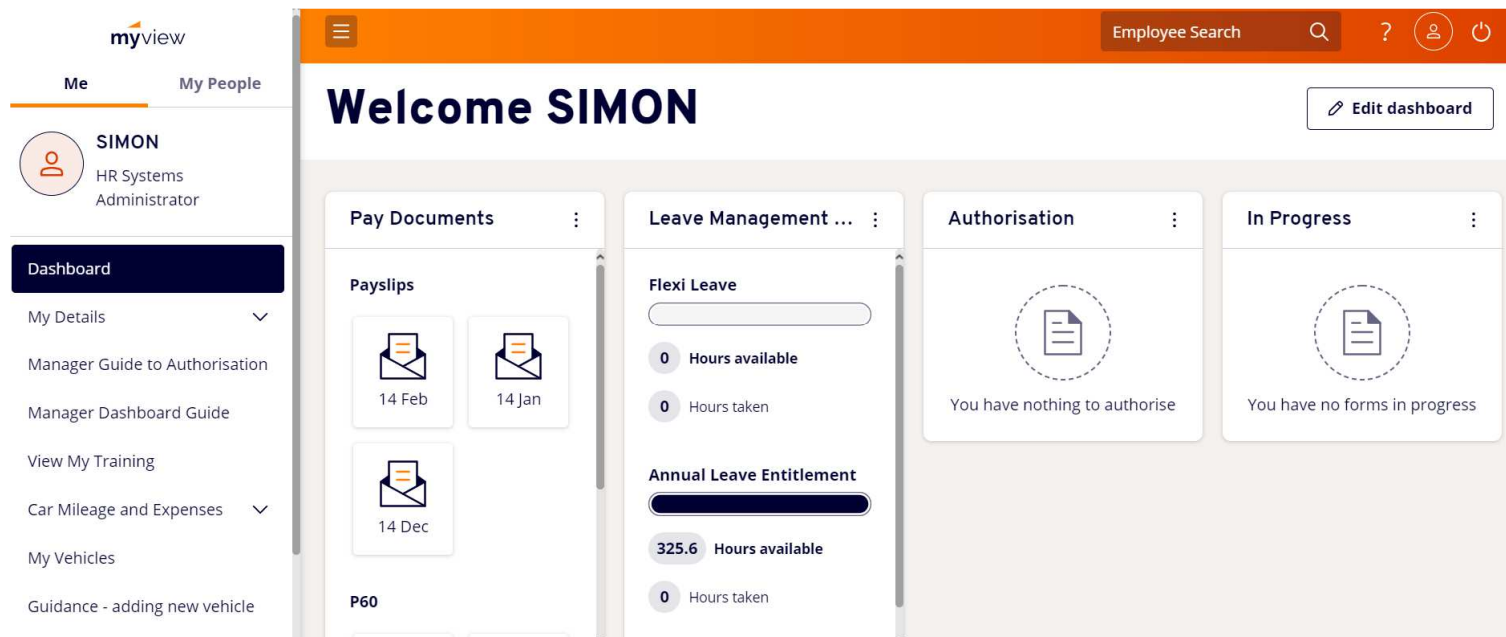 myview
Me
My People
SIMON
HR Systems
Administrator
Dashboard
My Details
Manager Guide to Authorisation
Manager Dashboard Guide
View My Training
Car Mileage and Expenses
My Vehicles
Guidance - adding new vehicle
Employee Search
?
Welcome SIMON
Edit dashboard
Pay Documents
Payslips
14 Feb
14 Jan
14 Dec
P60
Leave Management ...
Flexi Leave
0 Hours available
0 Hours taken
Annual Leave Entitlement
325.6 Hours available
0 Hours taken
Authorisation
You have nothing to authorise
In Progress
You have no forms in progress